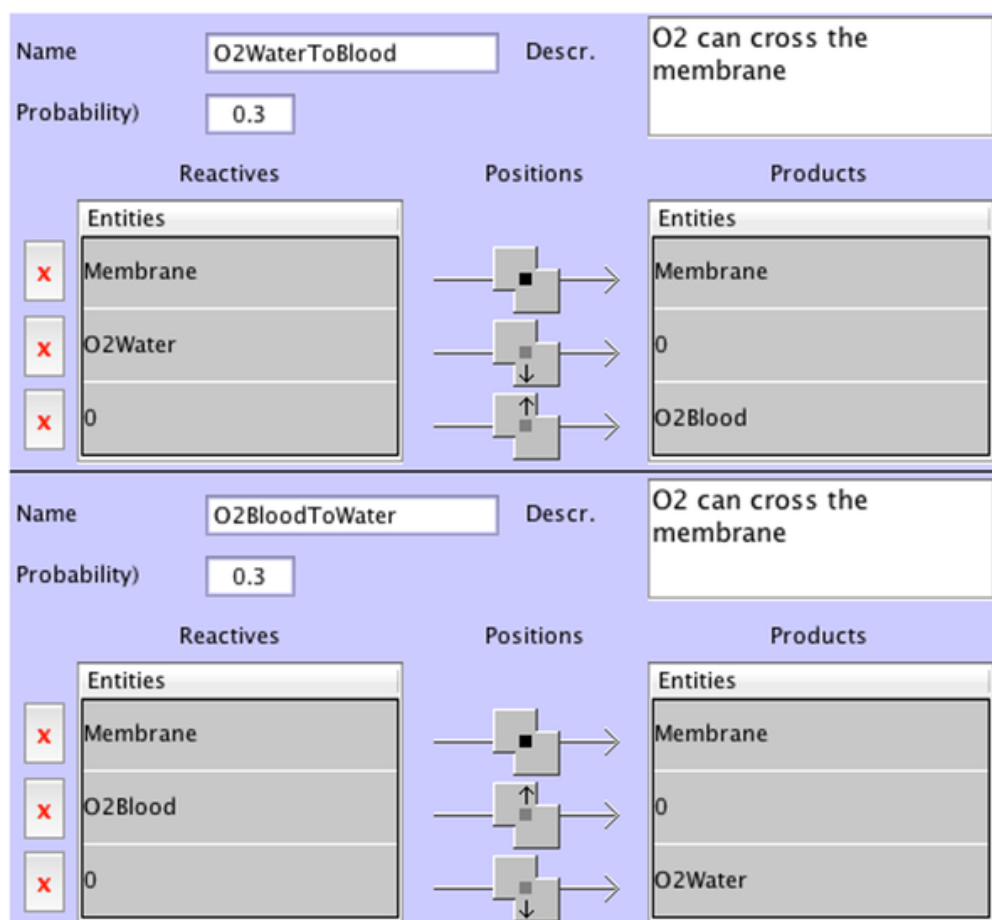 Name O2WaterToBlood Descr. O2 can cross the
membrane
Probability) 0.3
Reactives Positions Products
Entities Entities
x Membrane Membrane
x O2Water 0
x 0 O2Blood
Name O2BloodToWater Descr. O2 can cross the
membrane
Probability) 0.3
Reactives Positions Products
Entities Entities
x Membrane Membrane
x O2Blood 0
x 0 O2Water